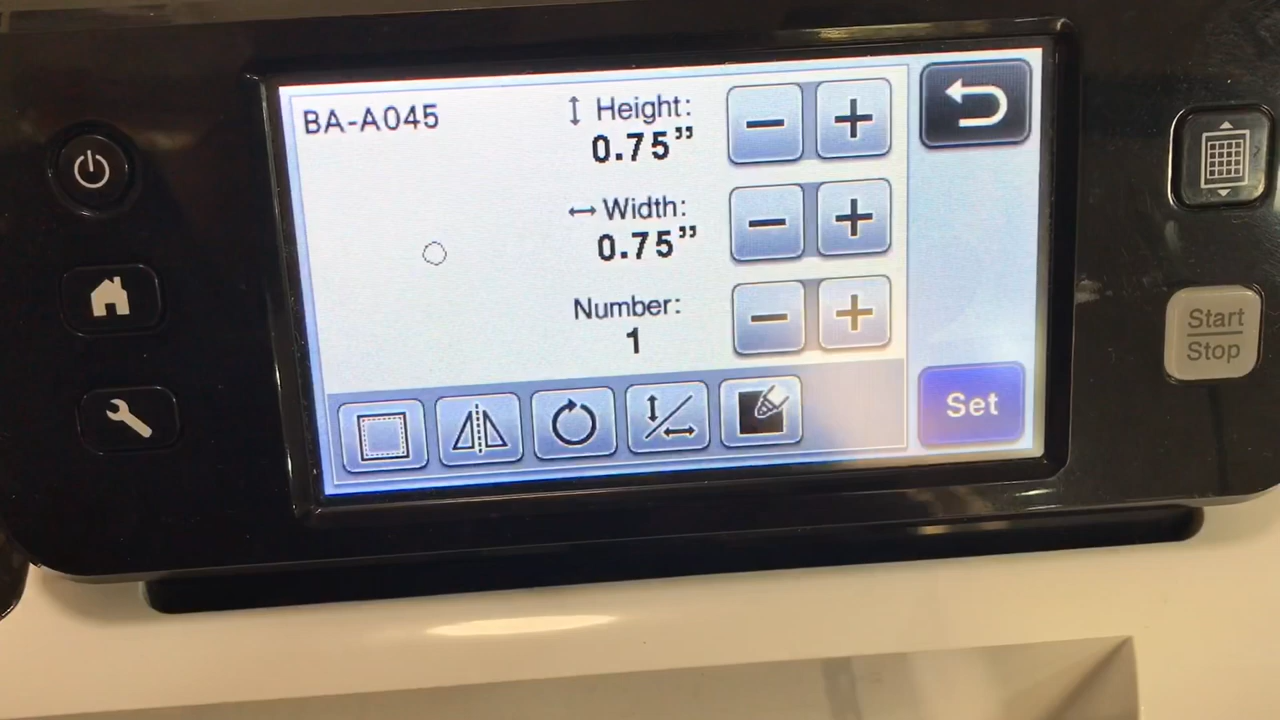 BA-A045
Height:
0.75”
Width:
0.75”
Number:
1
Set
Start
Stop